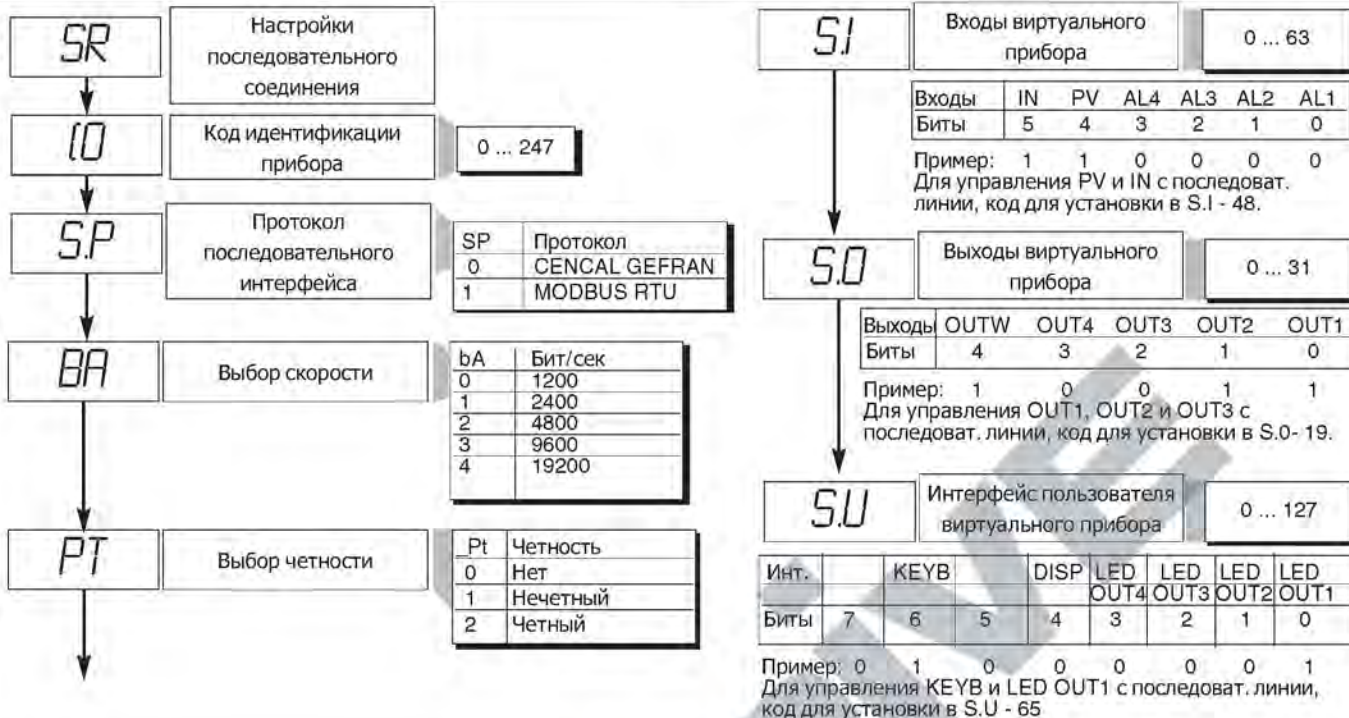 SR
Настройки
последовательного
соединения
I0
Код идентификации
прибора
0 ... 247
S.P
Протокол
последовательного
интерфейса
SP Протокол
0 CENCAL GEFRAN
1 MODBUS RTU
BA
Выбор скорости
bA Бит/сек
0 1200
1 2400
2 4800
3 9600
4 19200
PT
Выбор четности
_Pt Четность
0 Нет
1 Нечетный
2 Четный
S.I
Входы виртуального
прибора
0 ... 63
Входы IN PV AL4 AL3 AL2 AL1
Биты 5 4 3 2 1 0
Пример: 1 1 0 0 0 0
Для управления PV и IN с последоват.
линии, код для установки в S.I - 48.
S.O
Выходы виртуального
прибора
0 ... 31
Выходы OUTW OUT4 OUT3 OUT2 OUT1
Биты 4 3 2 1 0
Пример: 1 0 0 1 1
Для управления OUT1, OUT2 и OUT3 с
последоват. линии, код для установки в S.0- 19.
S.U
Интерфейс пользователя
виртуального прибора
0 ... 127
Инт. KEYB DISP LED LED LED LED
OUT4 OUT3 OUT2 OUT1
Биты 7 6 5 4 3 2 1 0
Пример: 0 1 0 0 0 0 0 1
Для управления KEYB и LED OUT1 с последоват. линии,
код для установки в S.U - 65